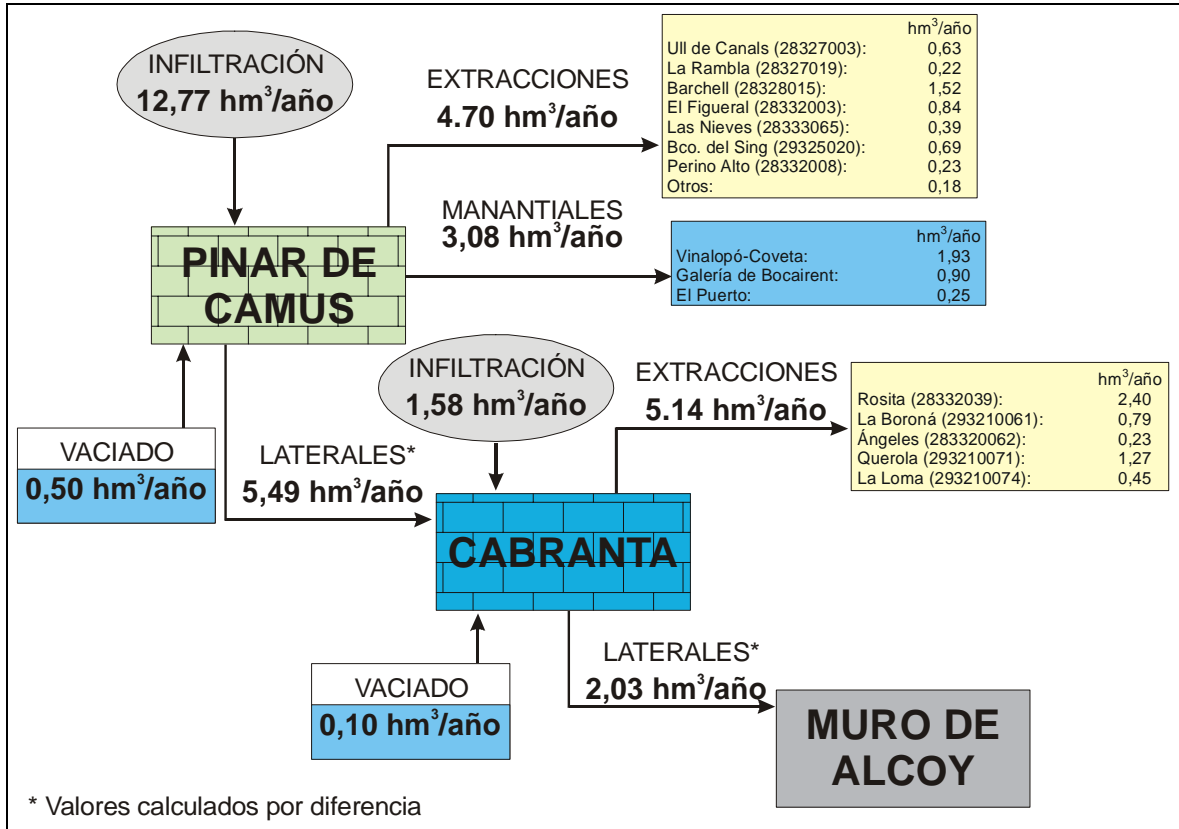 INFILTRACIÓN
12,77 hm³/año
EXTRACCIONES
4.70 hm³/año
hm³/año
Ull de Canals (28327003): 0,63
La Rambla (28327019): 0,22
Barchell (28328015): 1,52
El Figueral (28332003): 0,84
Las Nieves (28333065): 0,39
Bco. del Sing (29325020): 0,69
Perino Alto (28332008): 0,23
Otros: 0,18
MANANTIALES
3,08 hm³/año
hm³/año
Vinalopó-Coveta: 1,93
Galería de Bocairent: 0,90
El Puerto: 0,25
PINAR DE
CAMUS
INFILTRACIÓN
1,58 hm³/año
EXTRACCIONES
5.14 hm³/año
hm³/año
Rosita (28332039): 2,40
La Boroná (293210061): 0,79
Ángeles (283320062): 0,23
Querola (293210071): 1,27
La Loma (293210074): 0,45
VACIADO
0,50 hm³/año
LATERALES*
5,49 hm³/año
CABRANTA
VACIADO
0,10 hm³/año
LATERALES*
2,03 hm³/año
MURO DE
ALCOY
* Valores calculados por diferencia